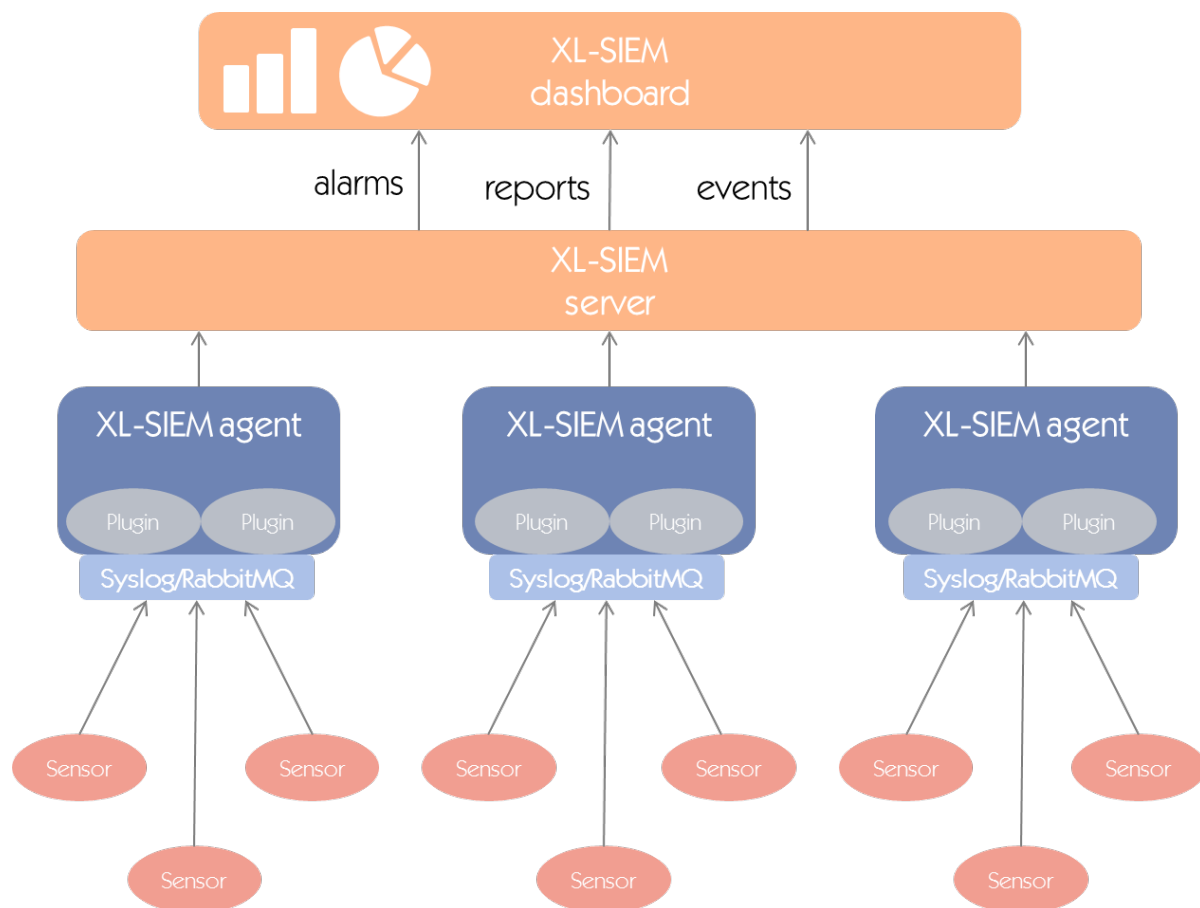 XL-SIEM
dashboard
alarms
reports
events
XL-SIEM
server
XL-SIEM agent
XL-SIEM agent
XL-SIEM agent
Plugin
Plugin
Plugin
Plugin
Plugin
Plugin
Syslog/RabbitMQ
Syslog/RabbitMQ
Syslog/RabbitMQ
Sensor
Sensor
Sensor
Sensor
Sensor
Sensor
Sensor
Sensor
Sensor